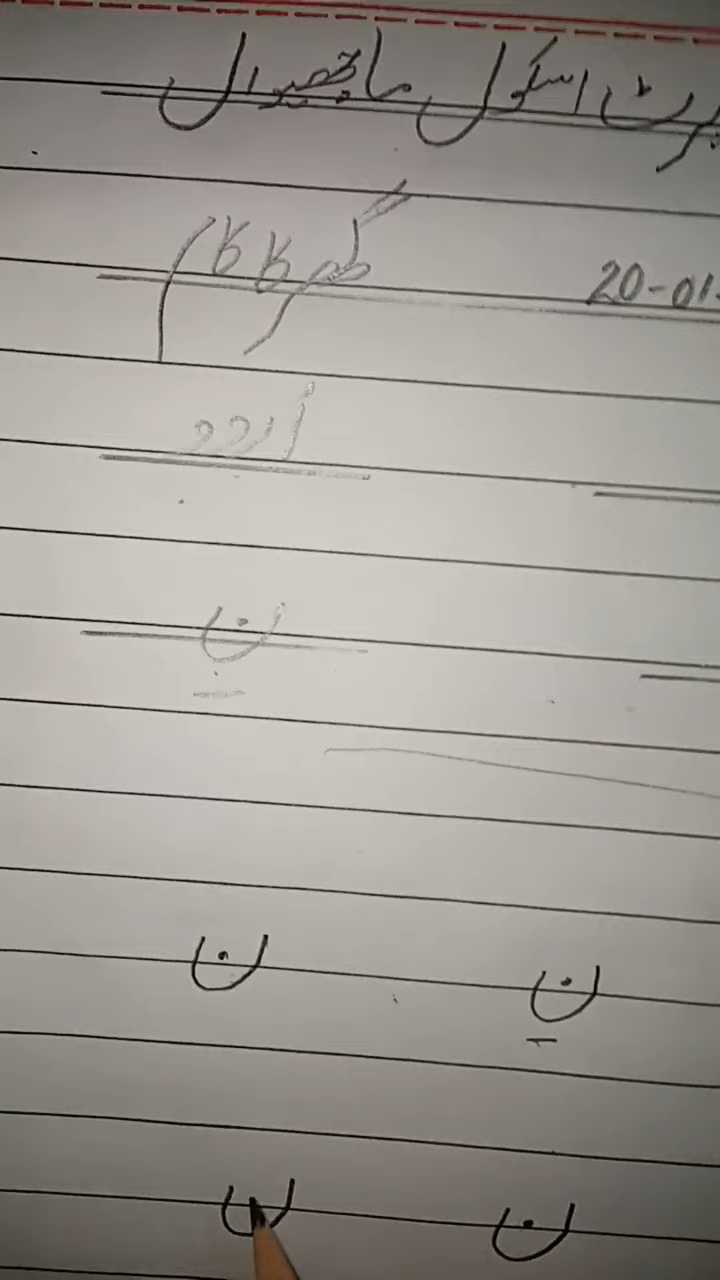 اسکول ماچھیوال
20-01 گھر کا کام
اُردو
ن
ن ن
ن ن